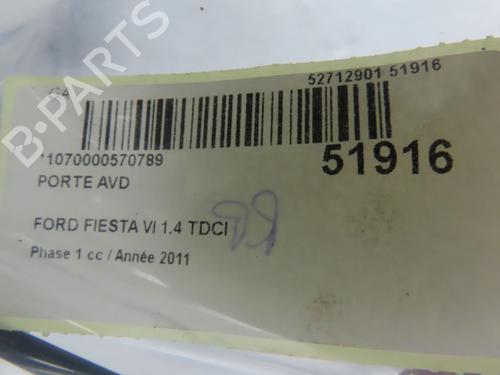 52712901 51916
*1070000570789
51916
PORTE AVD
FORD FIESTA VI 1.4 TDCI
Phase 1 cc / Année 2011
B-PARTS